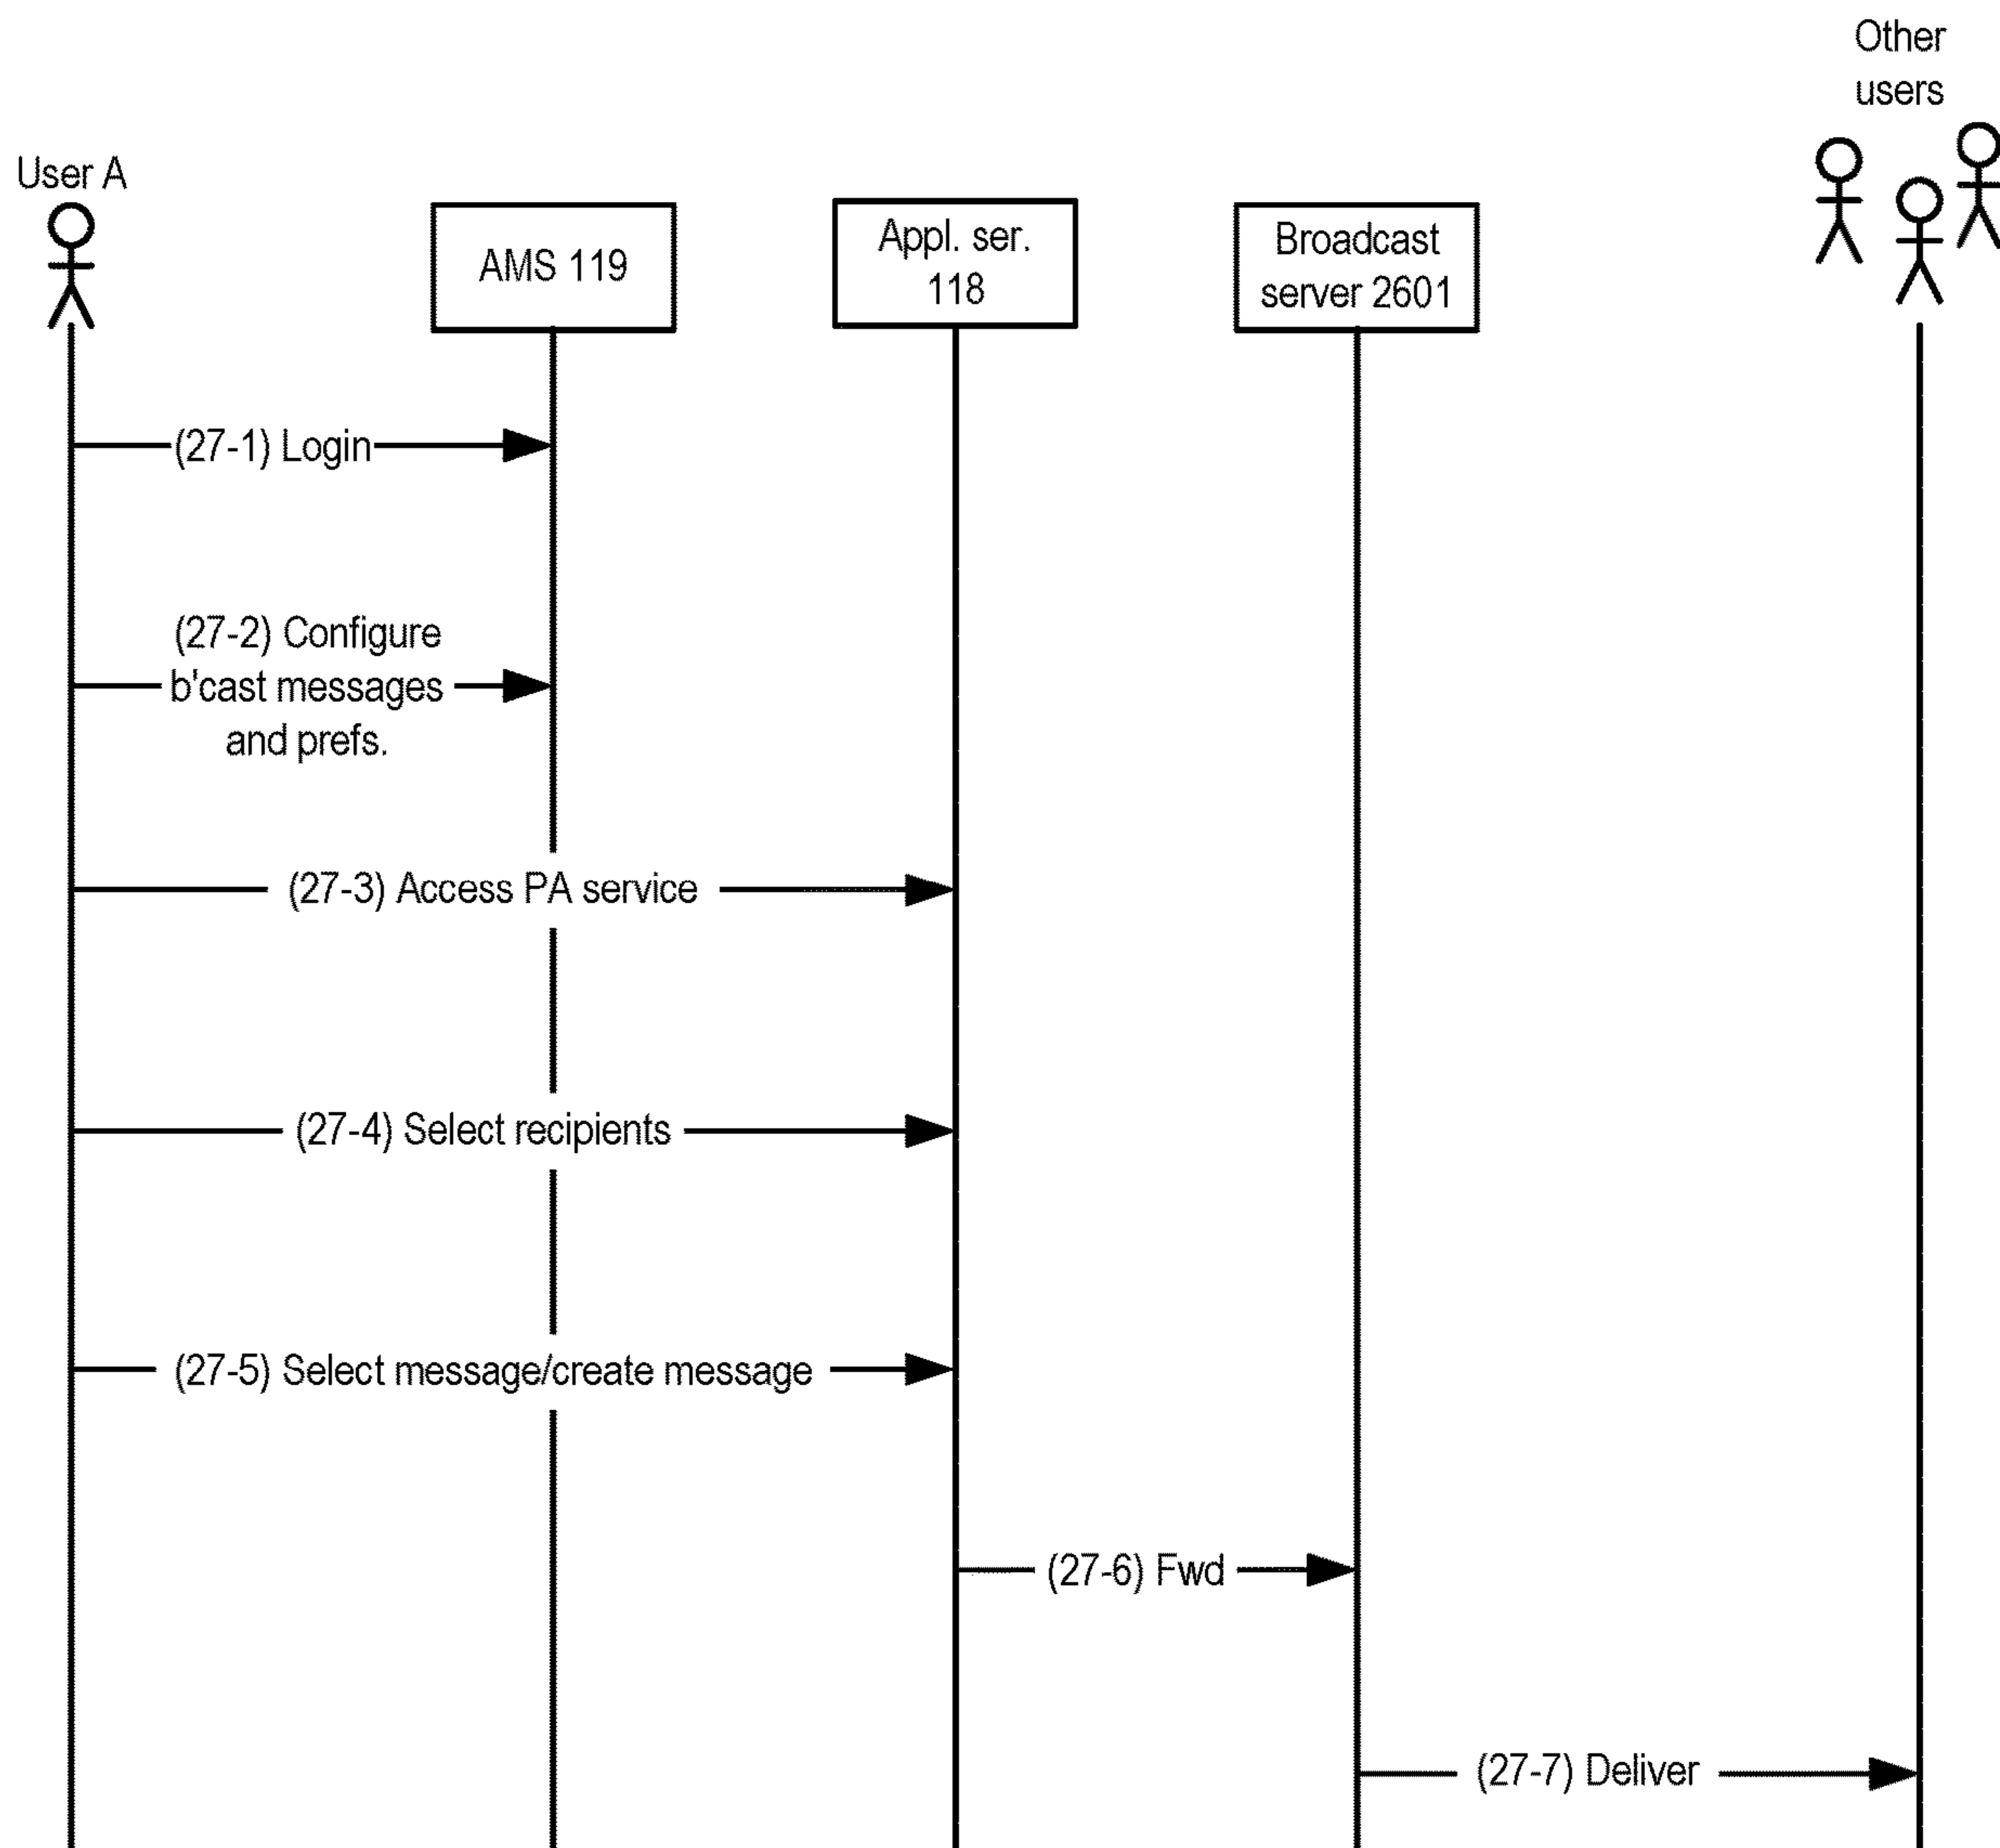 Other
users
User A
AMS 119
Appl. ser.
118
Broadcast
server 2601
(27-1) Login
(27-2) Configure
b'cast messages
and prefs.
(27-3) Access PA service
(27-4) Select recipients
(27-5) Select message/create message
(27-6) Fwd
(27-7) Deliver